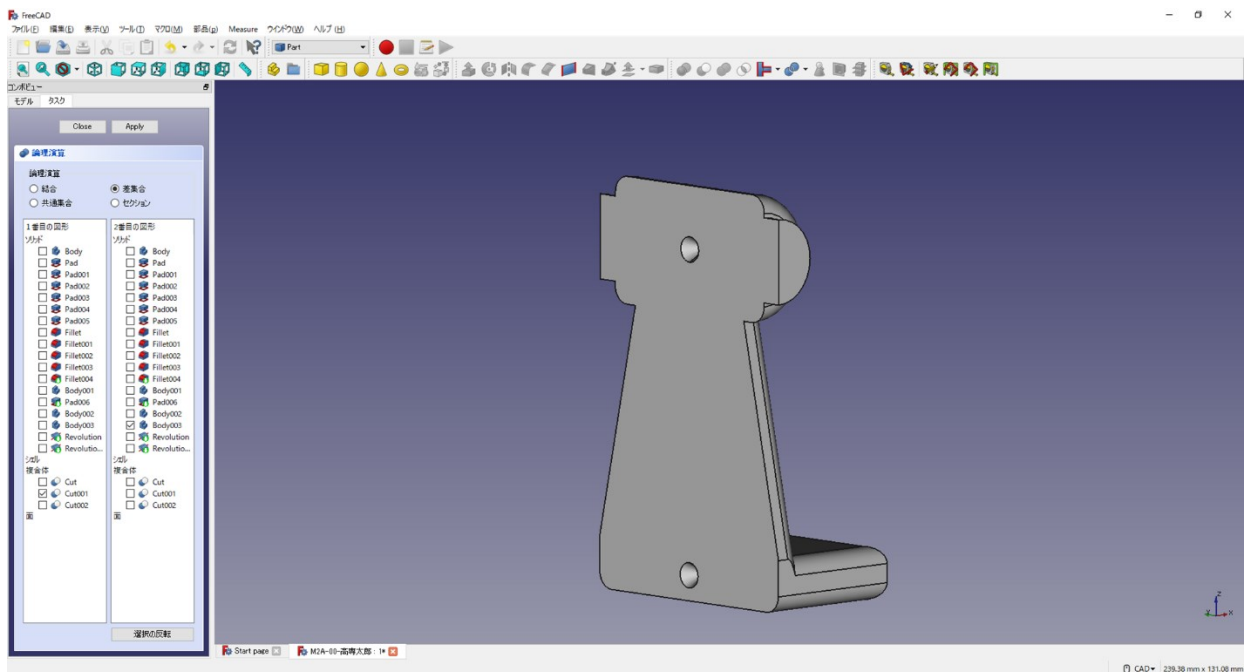 FreeCAD
ファイル(F) 編集(E) 表示(V) ツール(T) マクロ(M) 部品(p) Measure ウインドウ(W) ヘルプ(H)
Part
コンボビュー
モデル タスク
Close Apply
論理演算
論理演算
結合 差集合
共通集合 セクション
1番目の図形 2番目の図形
ソリッド ソリッド
Body Body
Pad Pad
Pad001 Pad001
Pad002 Pad002
Pad003 Pad003
Pad004 Pad004
Pad005 Pad005
Fillet Fillet
Fillet001 Fillet001
Fillet002 Fillet002
Fillet003 Fillet003
Fillet004 Fillet004
Body001 Body001
Pad006 Pad006
Body002 Body002
Body003 Body003
Revolution Revolution
Revolutio... Revolutio...
シェル シェル
複合体 複合体
Cut Cut
Cut001 Cut001
Cut002 Cut002
面 面
選択の反転
Start page M2A-00-高専太郎 : 1*
CAD 239.38 mm x 131.08 mm